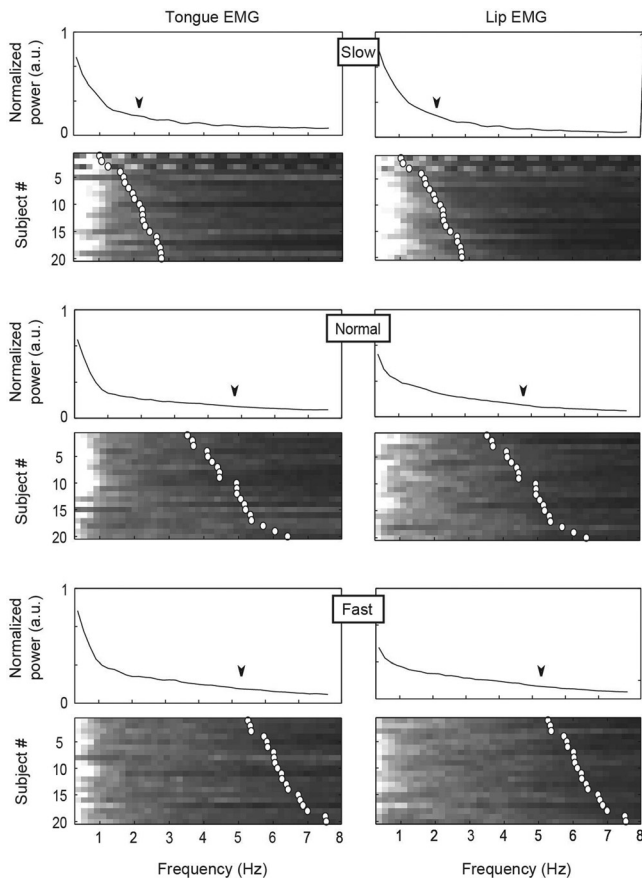 Tongue EMG
Lip EMG
Slow
Normalized
power (a.u.)
1
0
Subject #
5
10
15
20
Normal
Normalized
power (a.u.)
1
0
Subject #
5
10
15
20
Fast
Normalized
power (a.u.)
1
0
Subject #
5
10
15
20
1 2 3 4 5 6 7 8
1 2 3 4 5 6 7 8
Frequency (Hz)
Frequency (Hz)